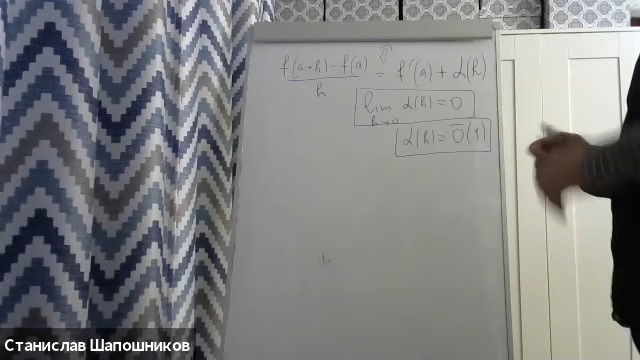 f(a+h)-f(a) / h = f'(a) + α(h)
lim h→0 α(h) = 0
α(h) = ō(1)
Станислав Шапошников